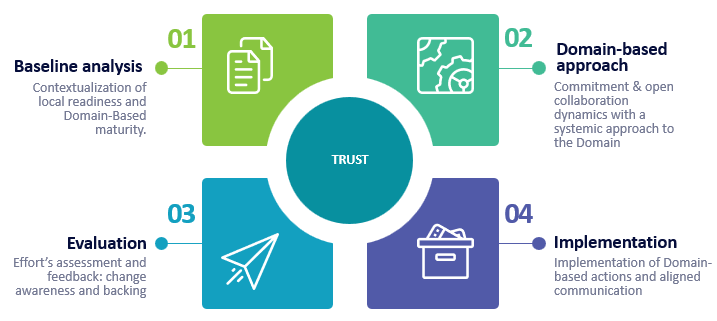 01
Baseline analysis
Contextualization of
local readiness and
Domain-Based
maturity.
02
Domain-based
approach
Commitment & open
collaboration
dynamics with a
systemic approach to
the Domain
TRUST
03
Evaluation
Effort's assessment and
feedback: change
awareness and backing
04
Implementation
Implementation of Domain-
based actions and aligned
communication